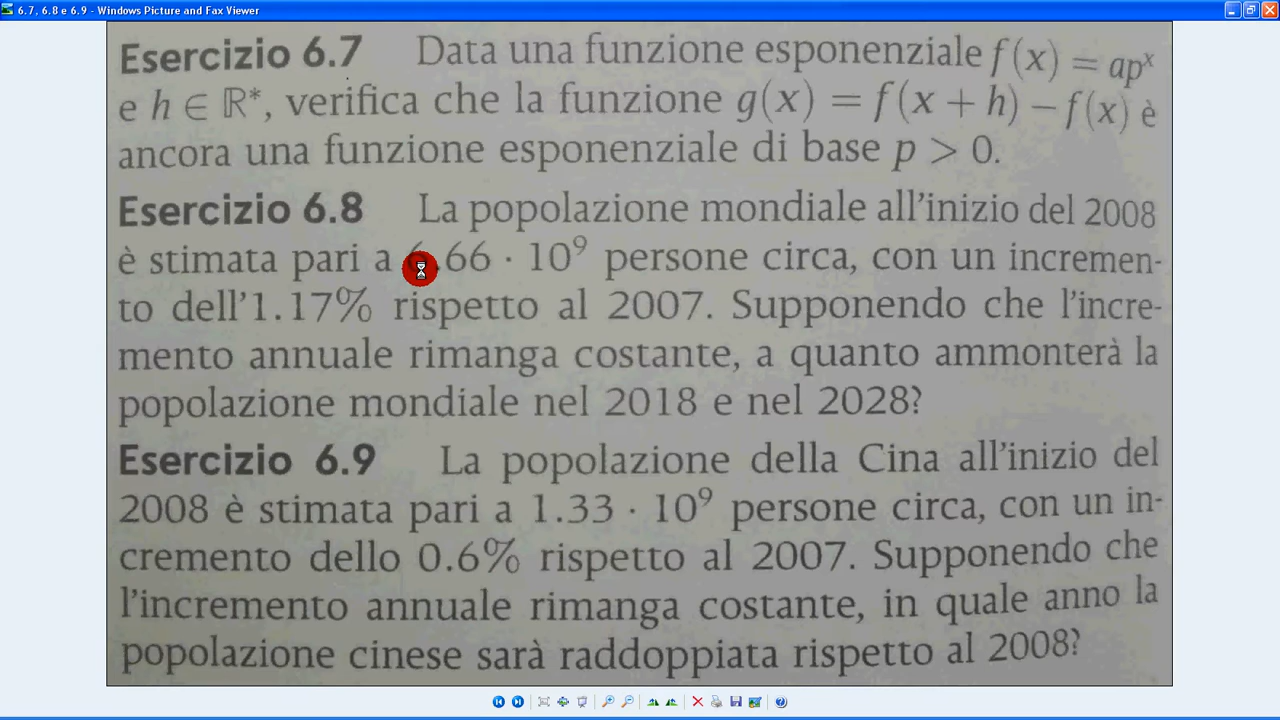 6.7, 6.8 e 6.9 - Windows Picture and Fax Viewer
Esercizio 6.7 Data una funzione esponenziale f(x) = apˣ
e h ∈ ℝ*, verifica che la funzione g(x) = f(x + h) − f(x) è
ancora una funzione esponenziale di base p > 0.
Esercizio 6.8 La popolazione mondiale all'inizio del 2008
è stimata pari a 6.66 · 10⁹ persone circa, con un incremen-
to dell'1.17% rispetto al 2007. Supponendo che l'incre-
mento annuale rimanga costante, a quanto ammonterà la
popolazione mondiale nel 2018 e nel 2028?
Esercizio 6.9 La popolazione della Cina all'inizio del
2008 è stimata pari a 1.33 · 10⁹ persone circa, con un in-
cremento dello 0.6% rispetto al 2007. Supponendo che
l'incremento annuale rimanga costante, in quale anno la
popolazione cinese sarà raddoppiata rispetto al 2008?